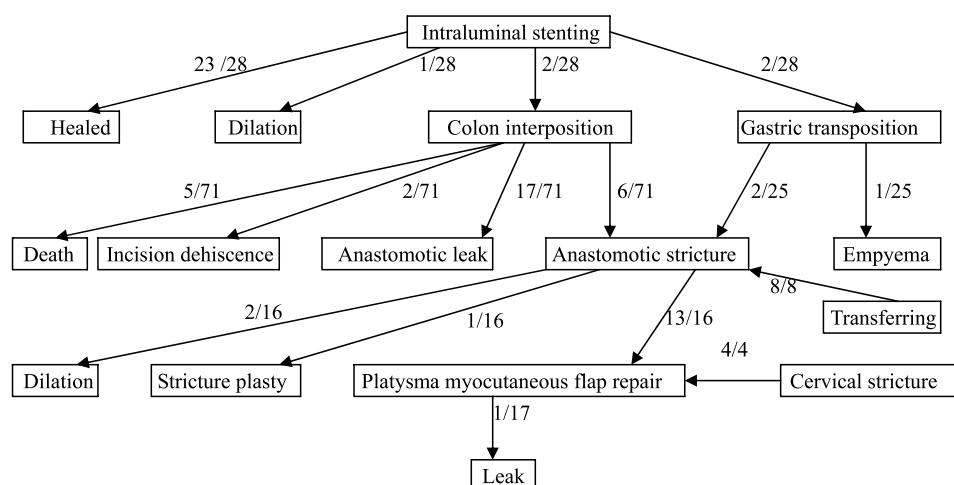 Intraluminal stenting
23 /28
1/28
2/28
2/28
Healed
Dilation
Colon interposition
Gastric transposition
5/71
2/71
17/71
6/71
2/25
1/25
Death
Incision dehiscence
Anastomotic leak
Anastomotic stricture
Empyema
8/8
2/16
1/16
13/16
Transferring
4/4
Dilation
Stricture plasty
Platysma myocutaneous flap repair
Cervical stricture
1/17
Leak